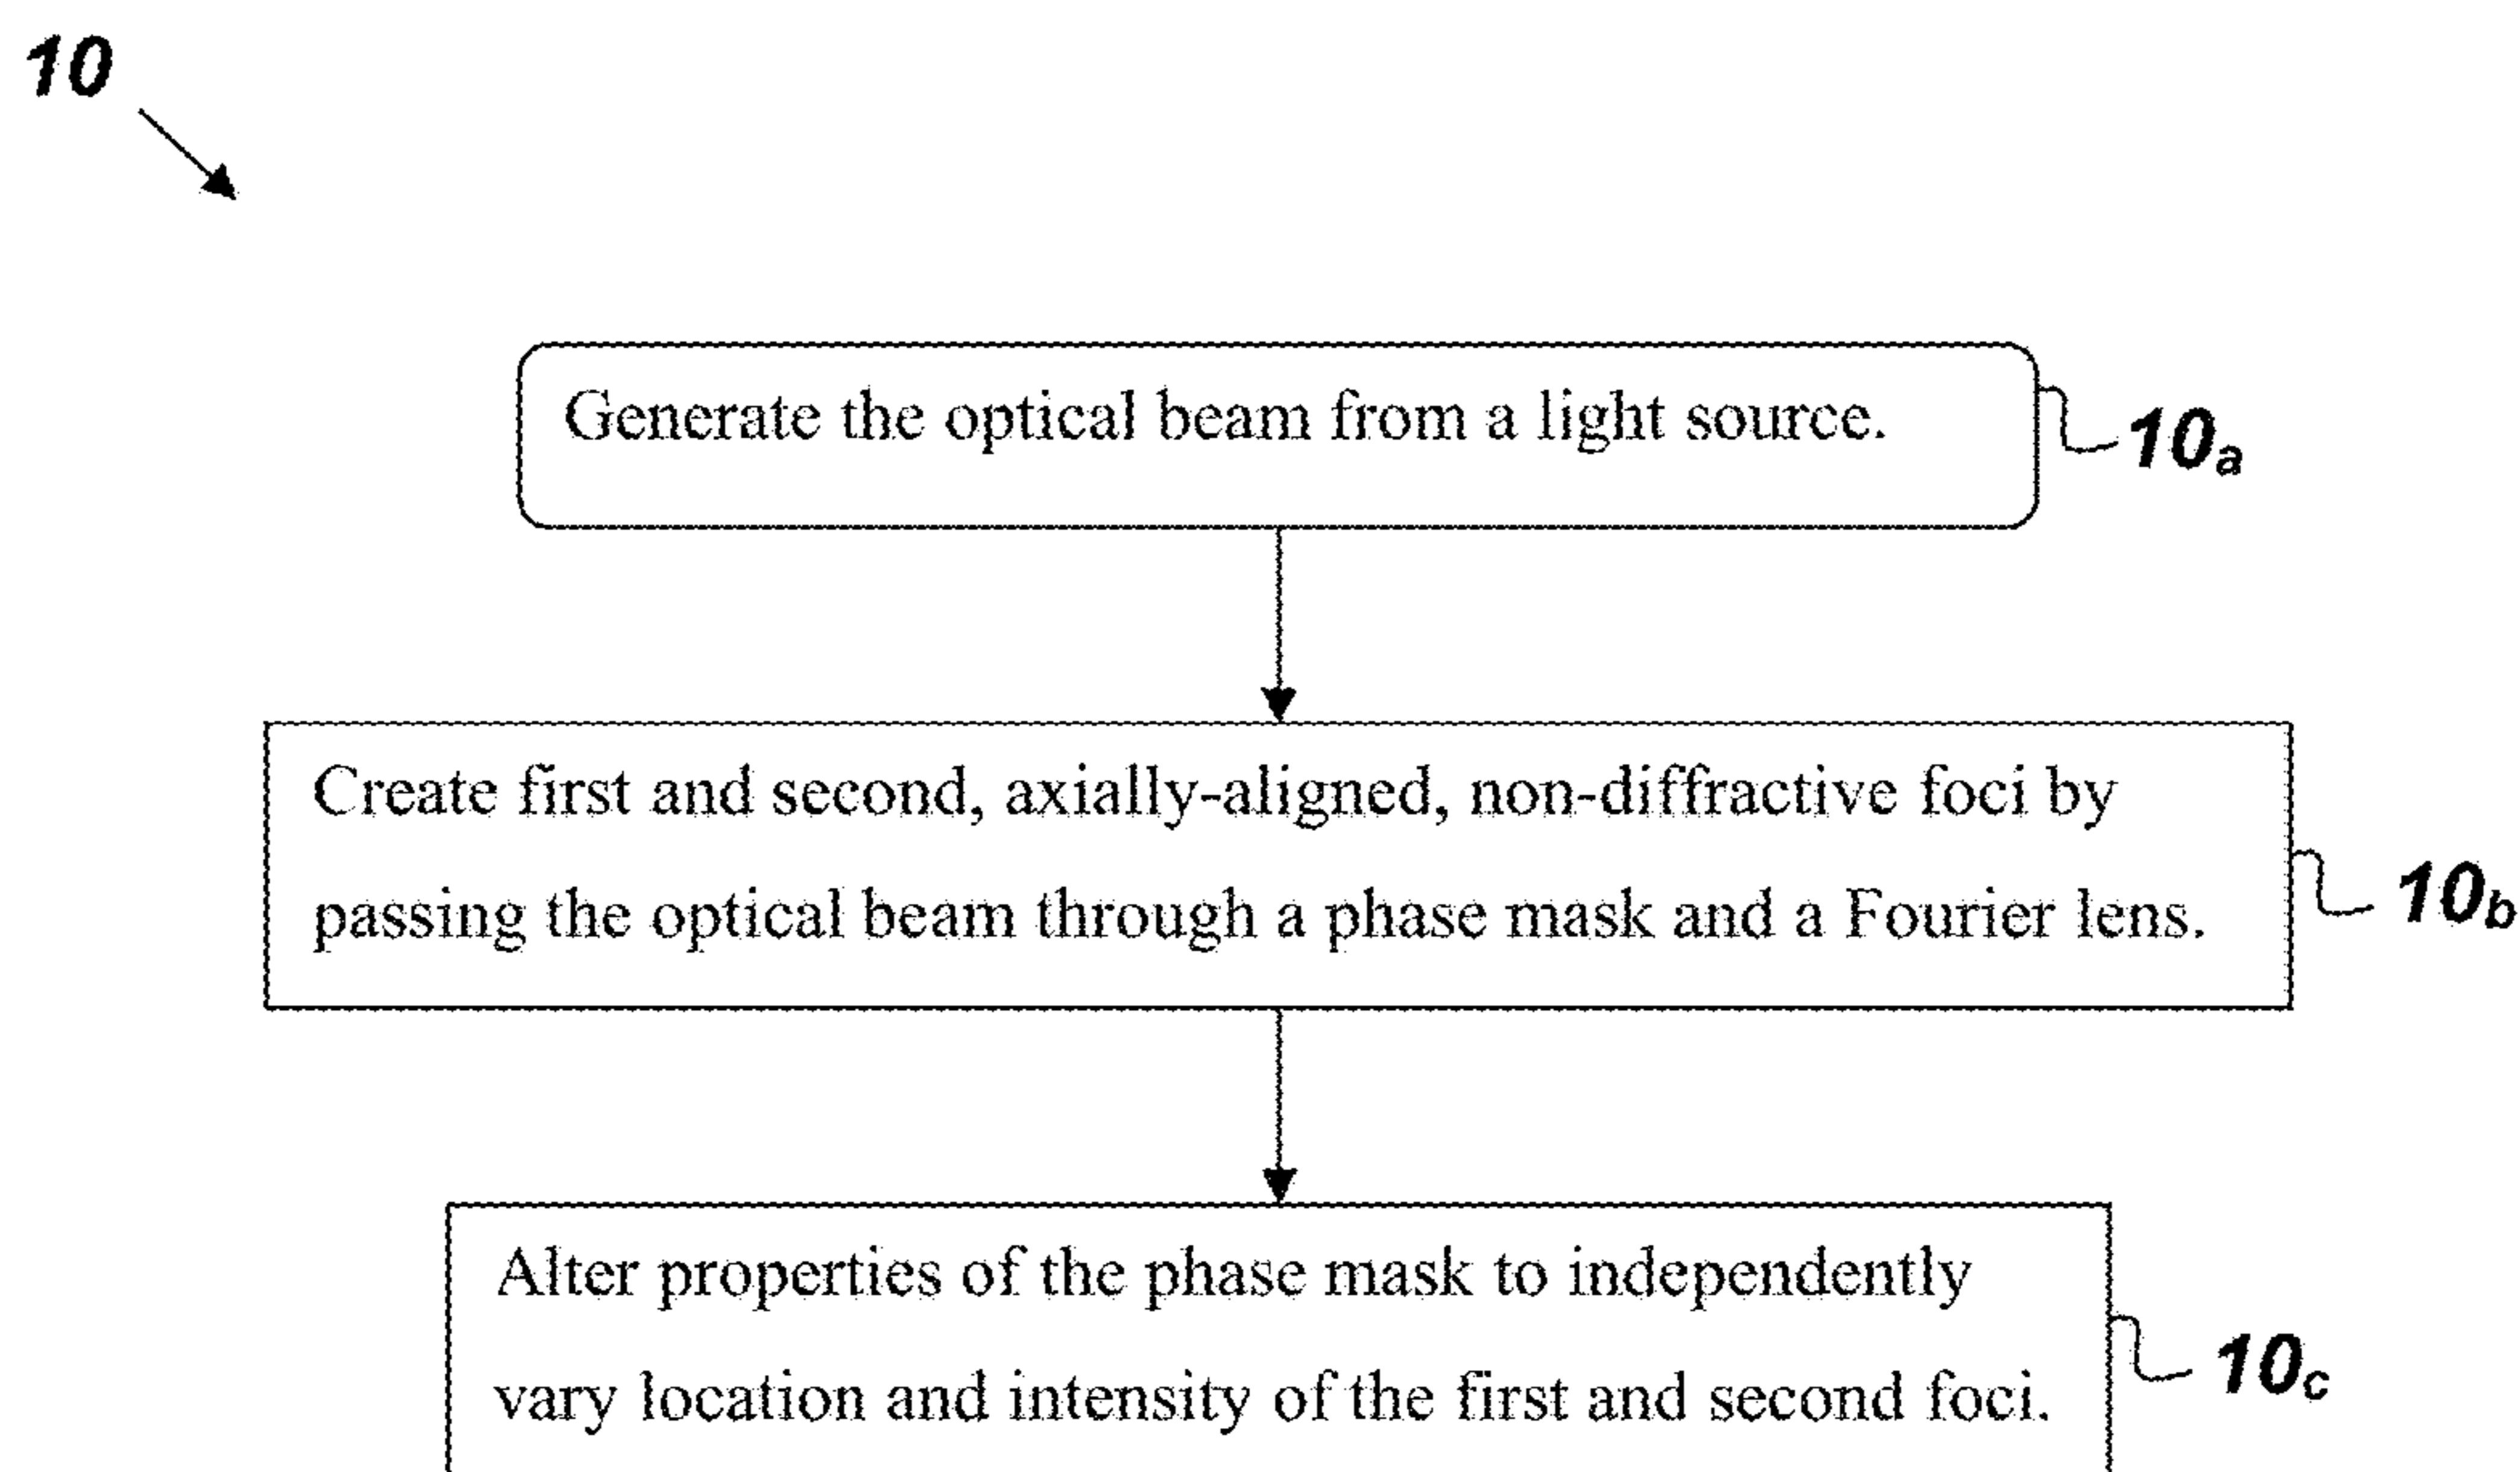 10
Generate the optical beam from a light source.
10a
Create first and second, axially-aligned, non-diffractive foci by
passing the optical beam through a phase mask and a Fourier lens.
10b
Alter properties of the phase mask to independently
vary location and intensity of the first and second foci.
10c